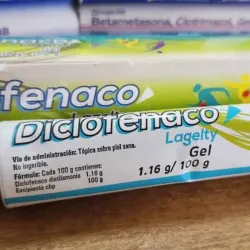 Betametasona, Clotrimazol,
fenaco
Diclofenaco
Lagelty
Gel
1.16 g/ 100 g
Vía de administración: Tópica sobre piel sana.
No ingerible.
Fórmula: Cada 100 g contienen:
Diclofenaco dietilamonio 1.16 g
Excipiente cbp 100 g